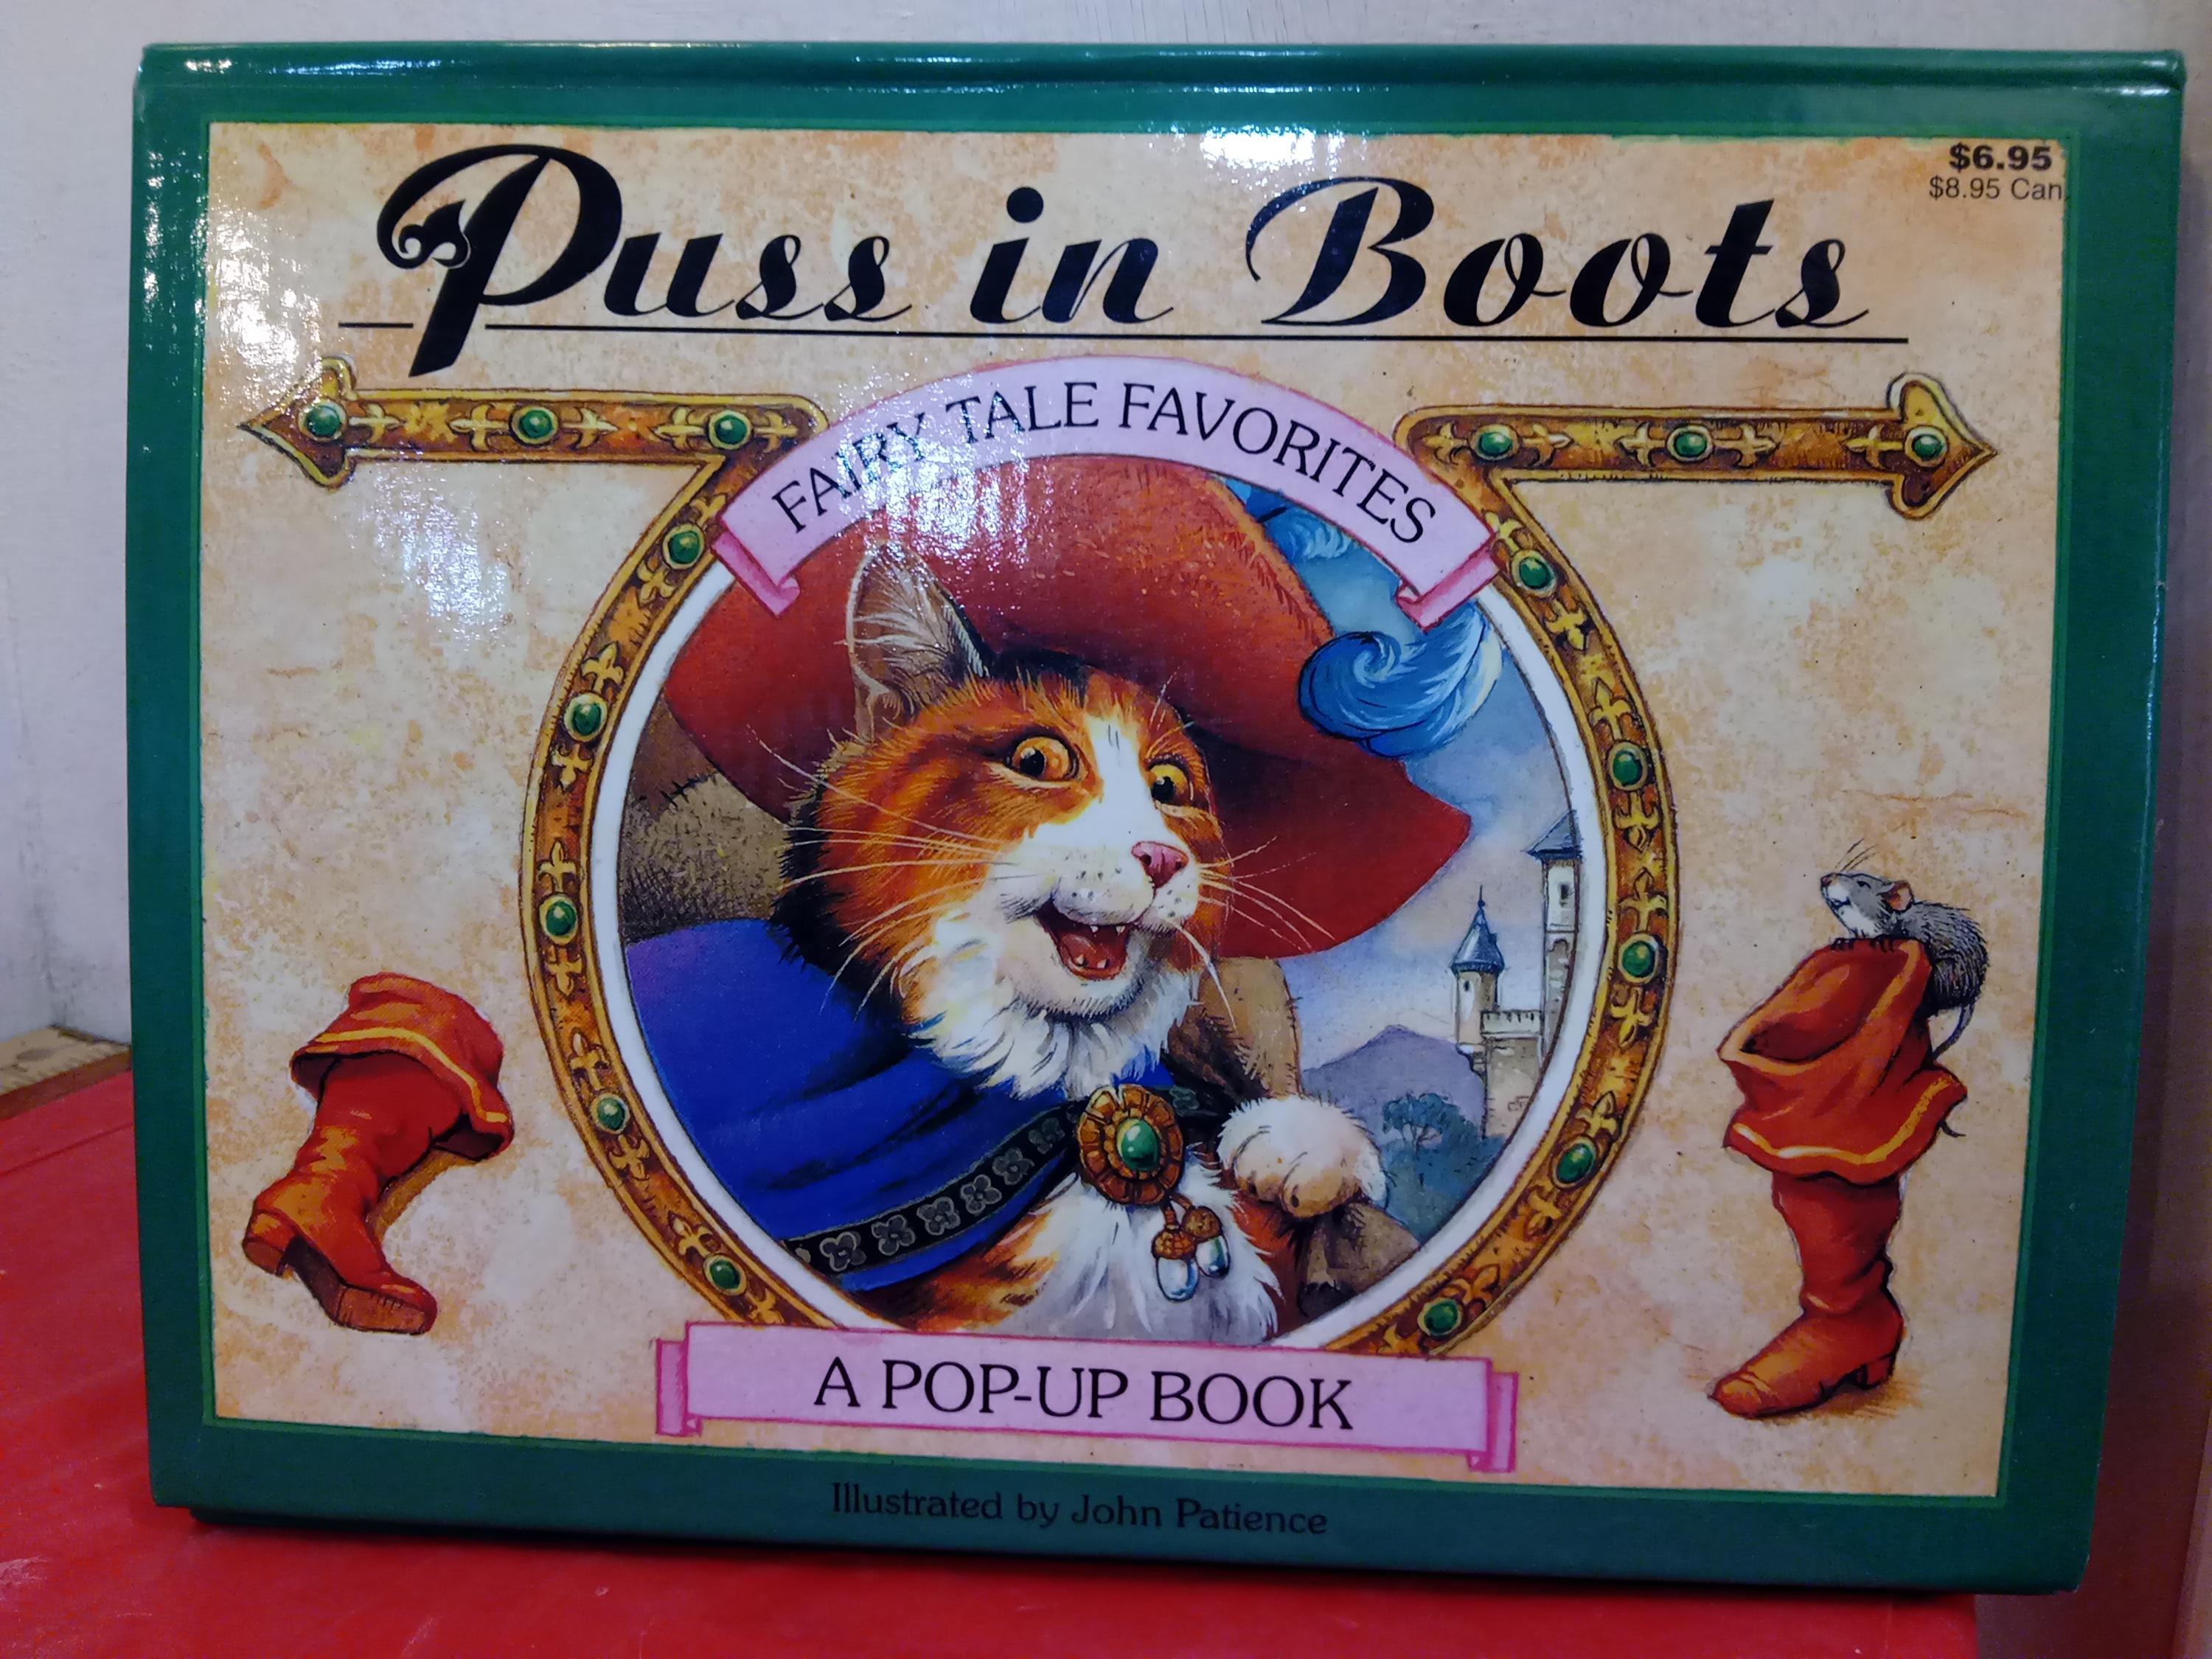 $6.95
$8.95 Can
Puss in Boots
FAIRY TALE FAVORITES
A POP-UP BOOK
Illustrated by John Patience